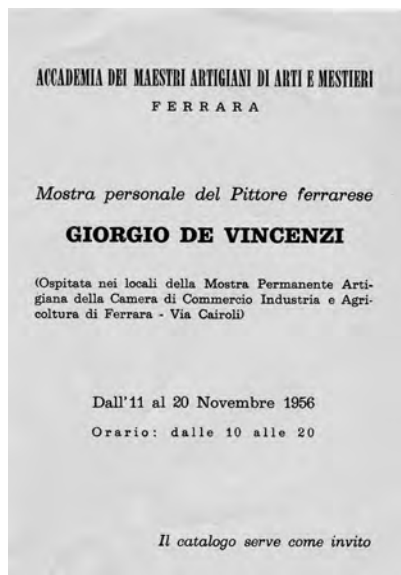 ACCADEMIA DEI MAESTRI ARTIGIANI DI ARTI E MESTIERI
FERRARA
Mostra personale del Pittore ferrarese
GIORGIO DE VINCENZI
(Ospitata nei locali della Mostra Permanente Arti-
giana della Camera di Commercio Industria e Agri-
coltura di Ferrara - Via Cairoli)
Dall'11 al 20 Novembre 1956
Orario: dalle 10 alle 20
Il catalogo serve come invito